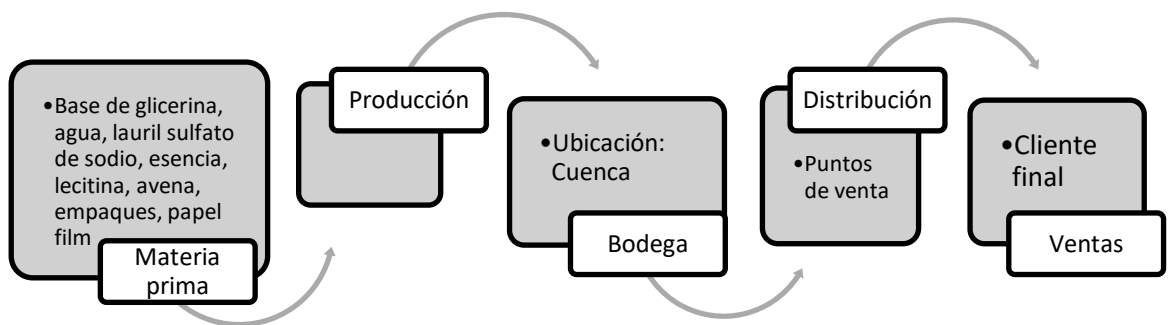 •Base de glicerina,
agua, lauril sulfato
de sodio, esencia,
lecitina, avena,
empaques, papel
film
Materia
prima
Producción
•Ubicación:
Cuenca
Bodega
Distribución
•Puntos
de venta
•Cliente
final
Ventas